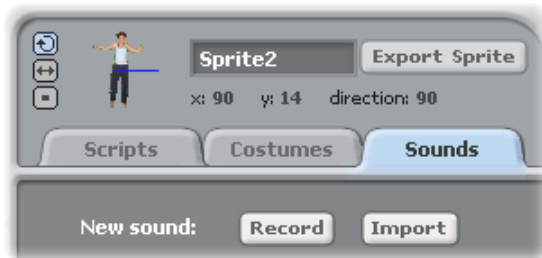 Sprite2 Export Sprite
x: 90 y: 14 direction: 90
Scripts Costumes Sounds
New sound: Record Import